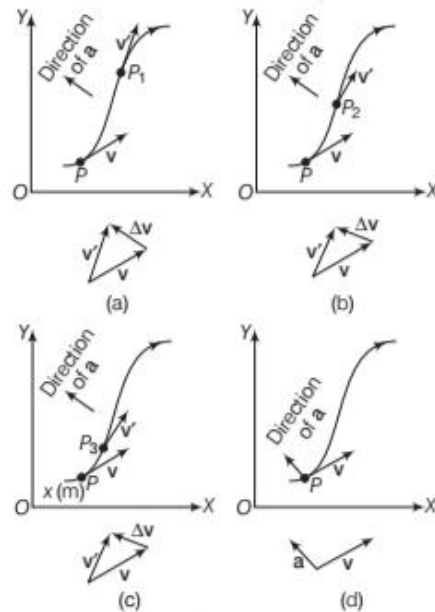 Y
Direction
of a
v′
P₁
P
v
O
X
v′
Δv
v
(a)
Y
Direction
of a
v′
P₂
P
v
O
X
v′
Δv
v
(b)
Y
Direction
of a
P₃
v′
v
P
x (m)
O
X
v′
Δv
v
(c)
Y
Direction
of a
P
v
O
X
a
v
(d)